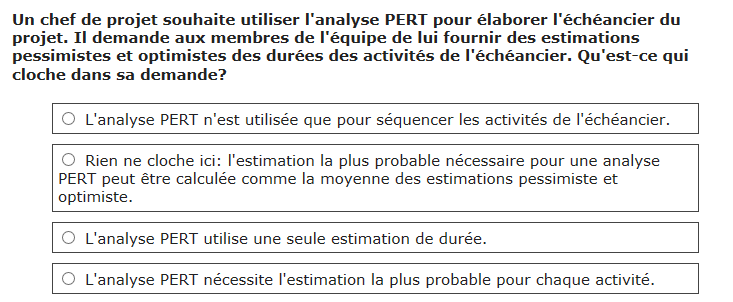 Un chef de projet souhaite utiliser l'analyse PERT pour élaborer l'échéancier du
projet. Il demande aux membres de l'équipe de lui fournir des estimations
pessimistes et optimistes des durées des activités de l'échéancier. Qu'est-ce qui
cloche dans sa demande?
L'analyse PERT n'est utilisée que pour séquencer les activités de l'échéancier.
Rien ne cloche ici: l'estimation la plus probable nécessaire pour une analyse
PERT peut être calculée comme la moyenne des estimations pessimiste et
optimiste.
L'analyse PERT utilise une seule estimation de durée.
L'analyse PERT nécessite l'estimation la plus probable pour chaque activité.